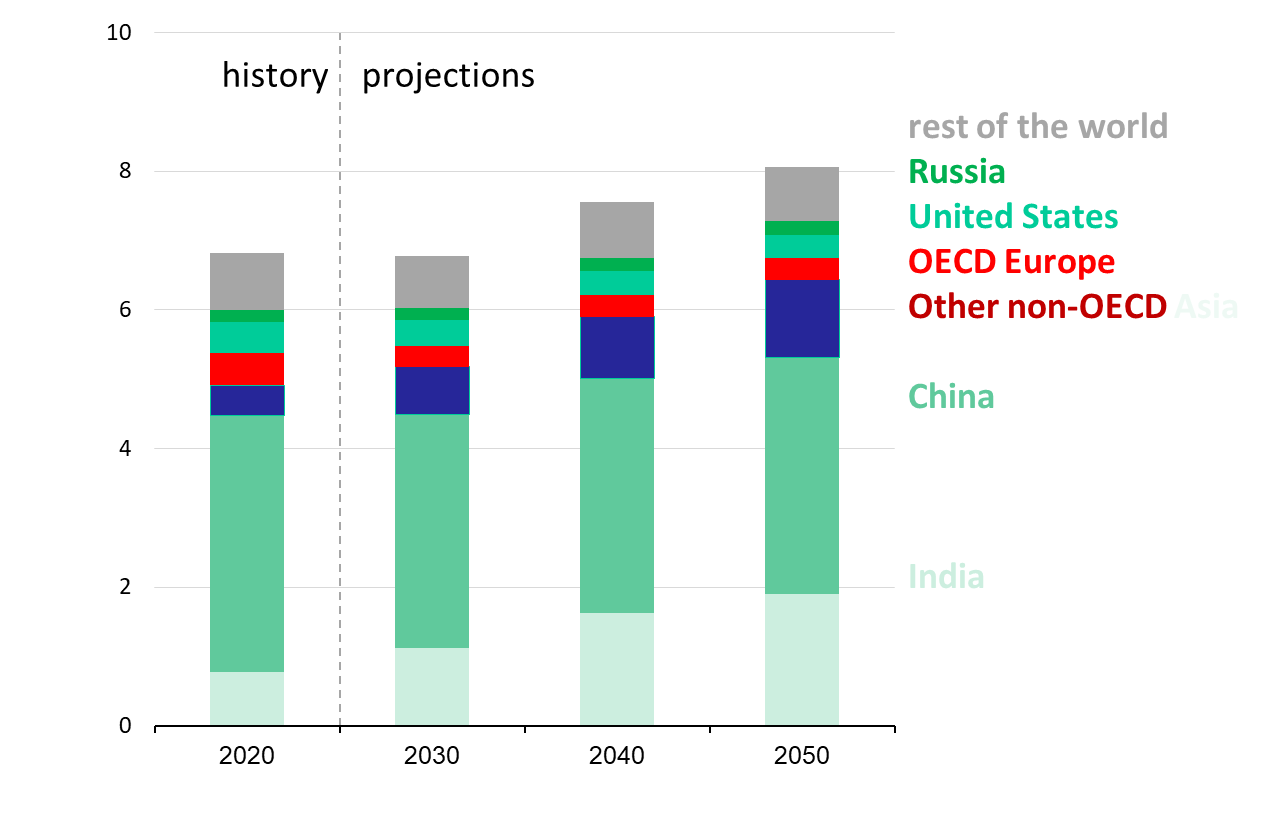 10
history projections
rest of the world
8
Russia
United States
OECD Europe
6
Other non-OECD Asia
China
4
India
2
0
2020 2030 2040 2050